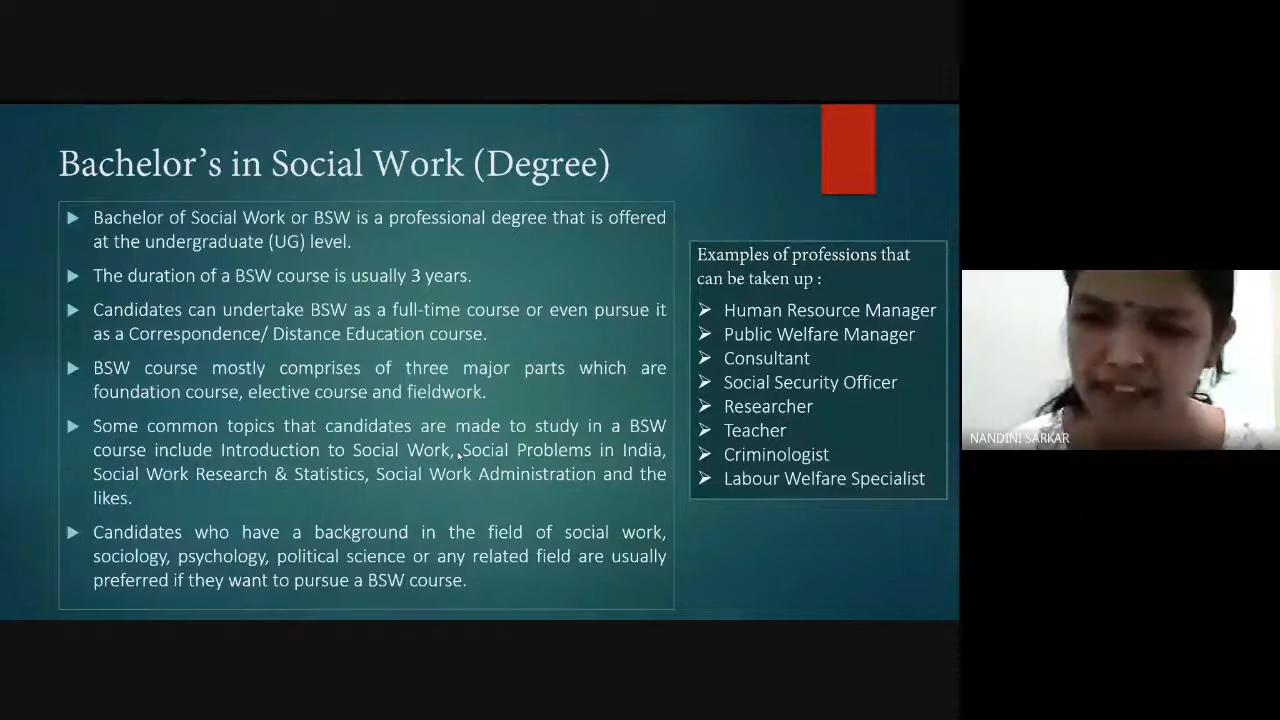 Bachelor’s in Social Work (Degree)
Bachelor of Social Work or BSW is a professional degree that is offered
at the undergraduate (UG) level.
The duration of a BSW course is usually 3 years.
Candidates can undertake BSW as a full-time course or even pursue it
as a Correspondence/ Distance Education course.
BSW course mostly comprises of three major parts which are
foundation course, elective course and fieldwork.
Some common topics that candidates are made to study in a BSW
course include Introduction to Social Work, Social Problems in India,
Social Work Research & Statistics, Social Work Administration and the
likes.
Candidates who have a background in the field of social work,
sociology, psychology, political science or any related field are usually
preferred if they want to pursue a BSW course.
Examples of professions that
can be taken up :
Human Resource Manager
Public Welfare Manager
Consultant
Social Security Officer
Researcher
Teacher
Criminologist
Labour Welfare Specialist
NANDINI SARKAR